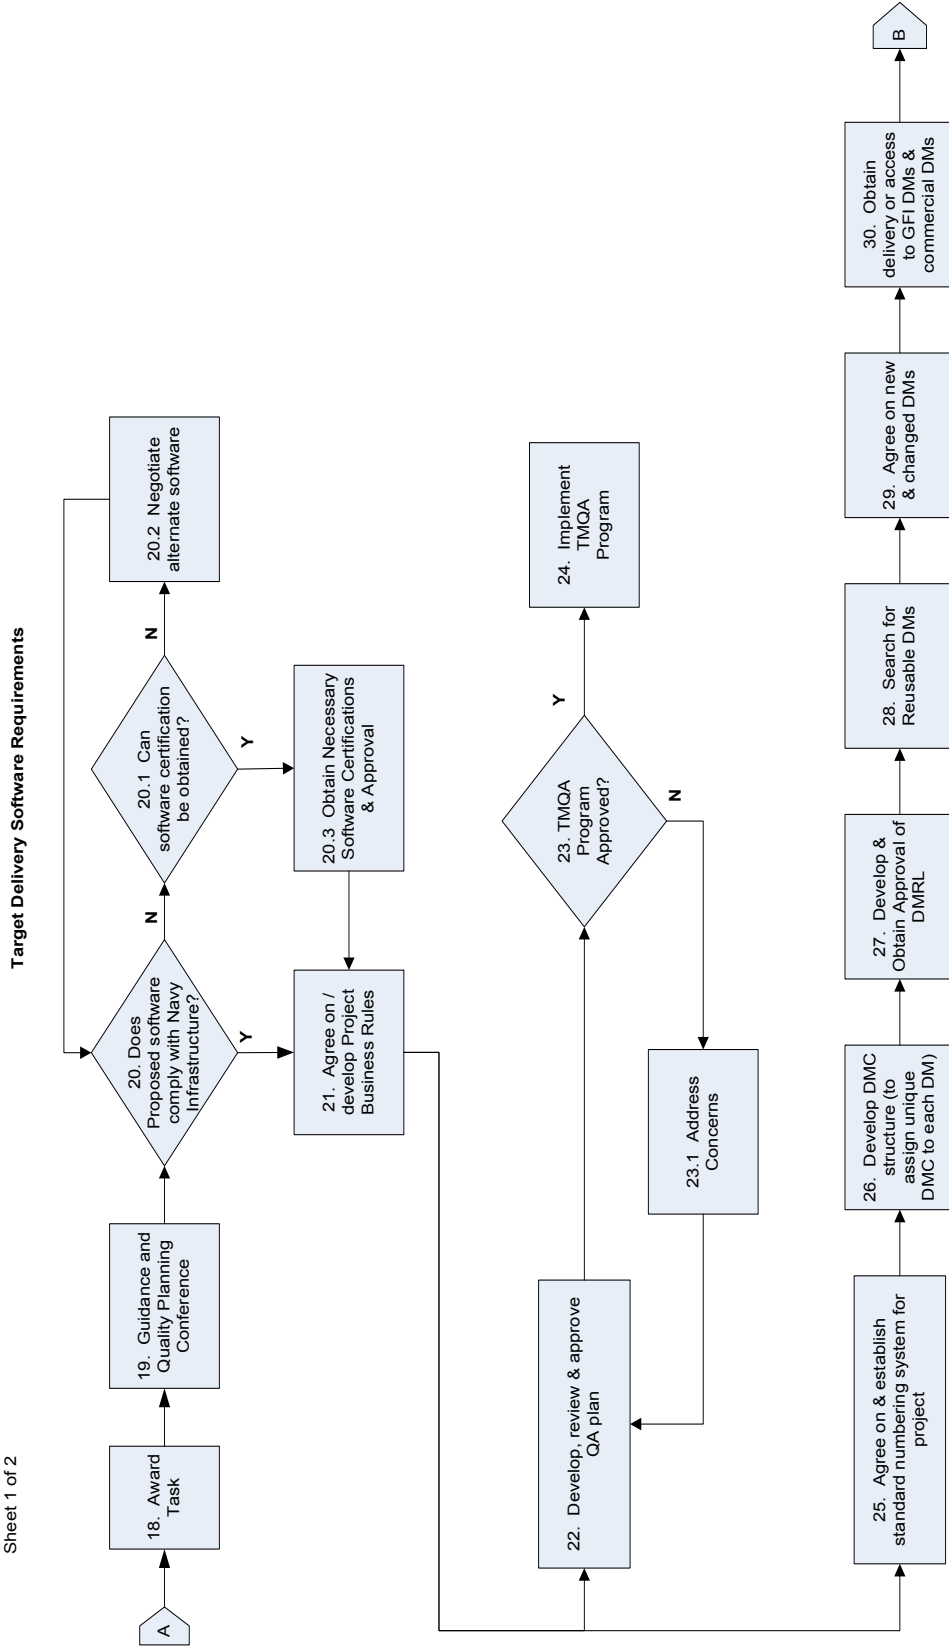 Sheet 1 of 2
Target Delivery Software Requirements
A
18. Award
Task
19. Guidance and
Quality Planning
Conference
20. Does
Proposed software
comply with Navy
Infrastructure?
N
Y
20.1 Can
software certification
be obtained?
N
Y
20.2 Negotiate
alternate software
20.3 Obtain Necessary
Software Certifications
& Approval
21. Agree on /
develop Project
Business Rules
22. Develop, review & approve
QA plan
23. TMQA
Program
Approved?
Y
N
24. Implement
TMQA
Program
23.1 Address
Concerns
25. Agree on & establish
standard numbering system for
project
26. Develop DMC
structure (to
assign unique
DMC to each DM)
27. Develop &
Obtain Approval of
DMRL
28. Search for
Reusable DMs
29. Agree on new
& changed DMs
30. Obtain
delivery or access
to GFI DMs &
commercial DMs
B